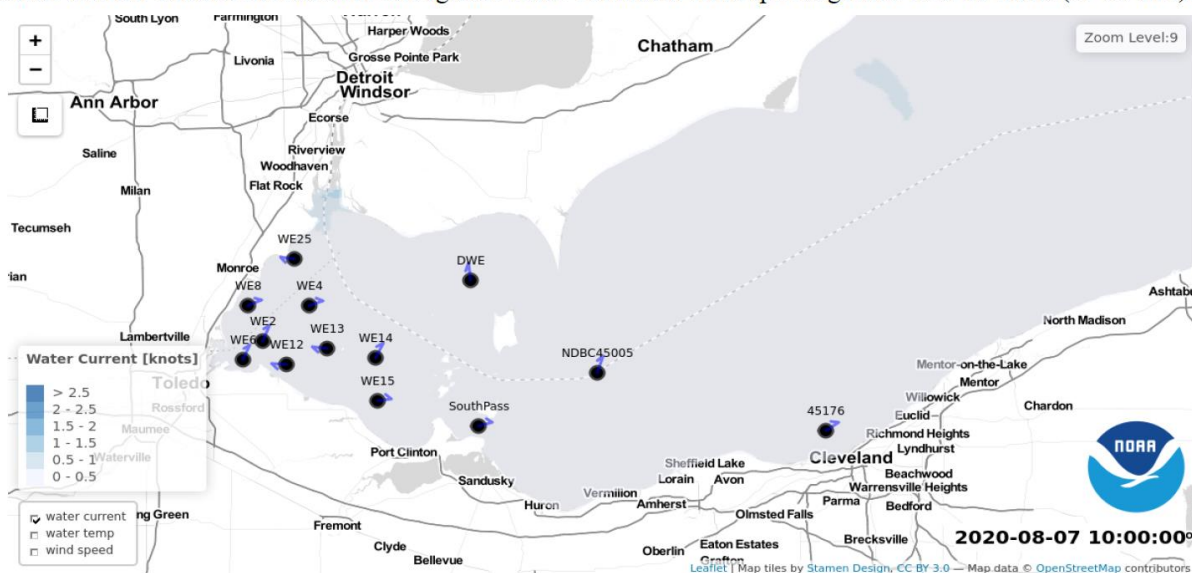 South Lyon
Farmington
Harper Woods
Chatham
Zoom Level:9
+
−
Livonia
Grosse Pointe Park
Detroit
Windsor
Ann Arbor
Ecorse
Saline
Riverview
Woodhaven
Flat Rock
Milan
Tecumseh
WE25
DWE
Monroe
ian
WE8
WE4
Ashtabu
WE2
WE13
North Madison
Lambertville
WE6
WE12
WE14
NDBC45005
Water Current [knots]
Mentor-on-the-Lake
Toledo
WE15
Mentor
> 2.5
2 - 2.5
1.5 - 2
1 - 1.5
0.5 - 1
0 - 0.5
Rossford
Maumee
Waterville
SouthPass
45176
Willowick
Chardon
Euclid
Richmond Heights
Lyndhurst
Port Clinton
Cleveland
Sandusky
Sheffield Lake
Lorain
Avon
Beachwood
Warrensville Heights
Vermilion
Huron
Amherst
Parma
Bedford
NOAA
water current
water temp
wind speed
ng Green
Fremont
Olmsted Falls
Clyde
Bellevue
Oberlin
Eaton Estates
Grafton
Brecksville
2020-08-07 10:00:00
Leaflet | Map tiles by Stamen Design, CC BY 3.0 — Map data © OpenStreetMap contributors